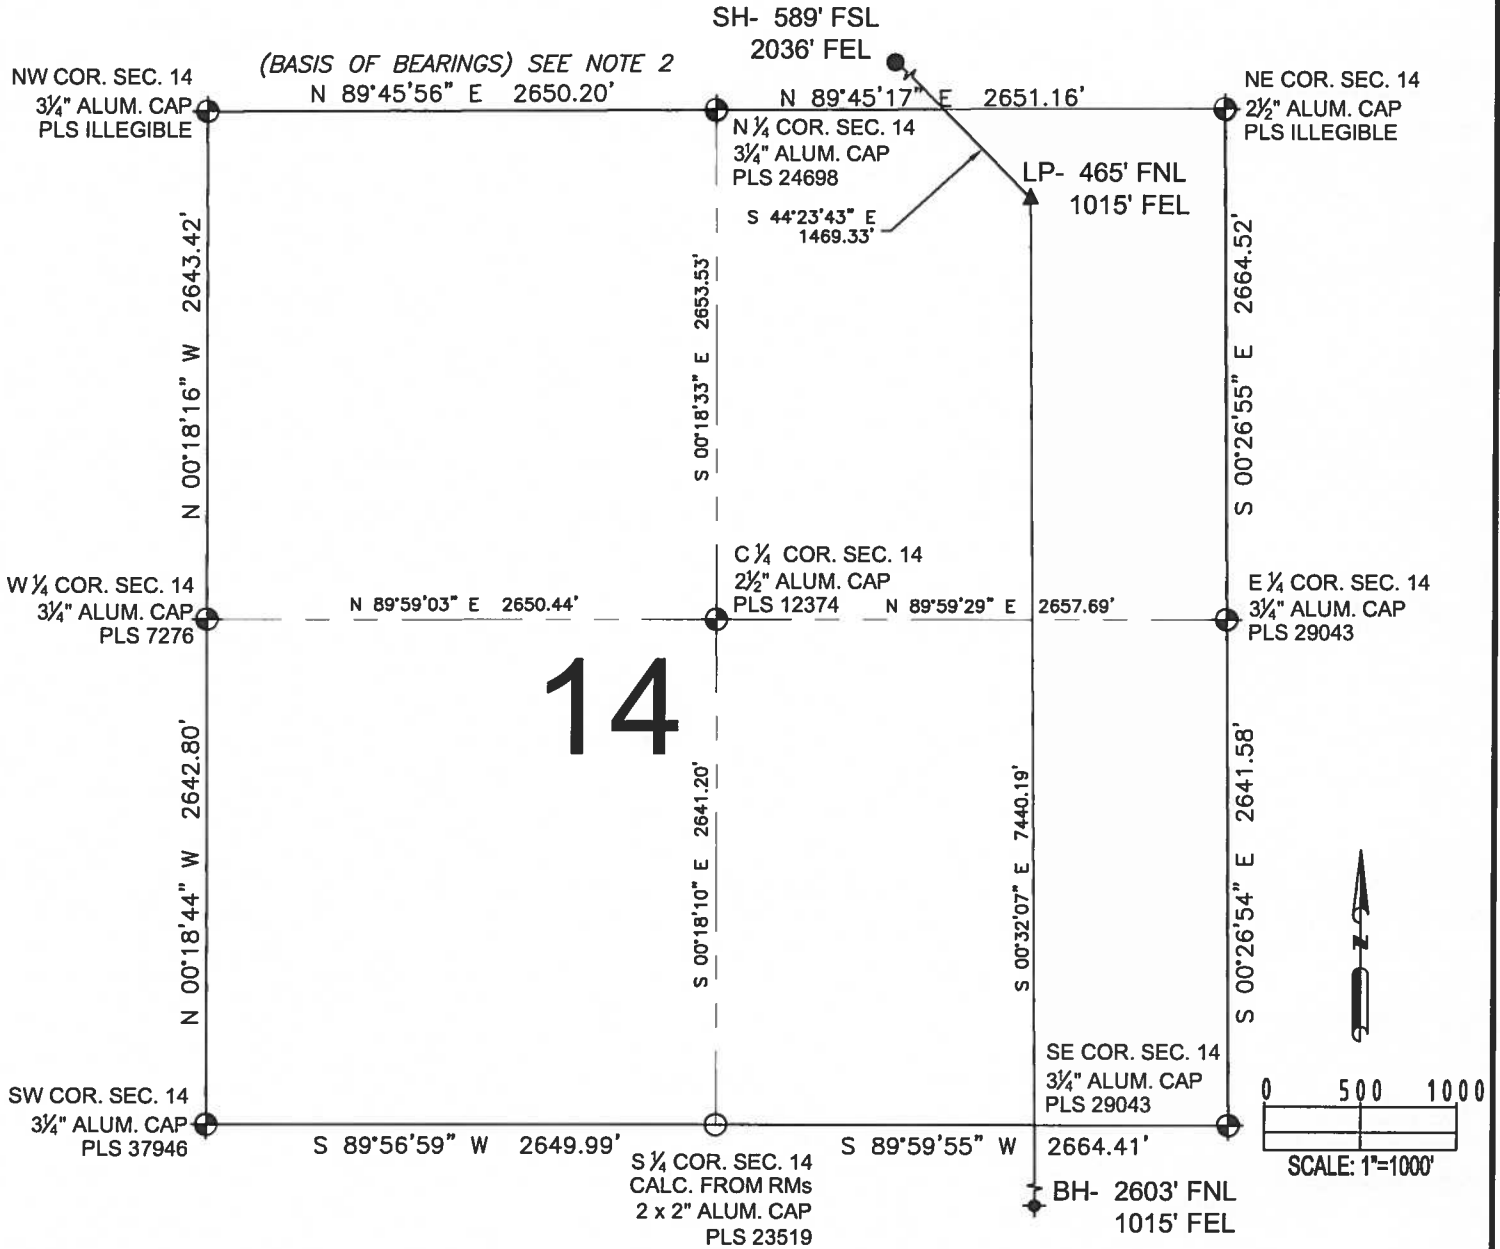 SH- 589' FSL
2036' FEL
(BASIS OF BEARINGS) SEE NOTE 2
N 89°45'56" E 2650.20'
N 89°45'17" E 2651.16'
NW COR. SEC. 14
3¼" ALUM. CAP
PLS ILLEGIBLE
N ¼ COR. SEC. 14
3¼" ALUM. CAP
PLS 24698
NE COR. SEC. 14
2½" ALUM. CAP
PLS ILLEGIBLE
LP- 465' FNL
1015' FEL
S 44°23'43" E
1469.33'
N 00°18'16" W 2643.42'
S 00°18'33" E 2653.53'
S 00°26'55" E 2664.52'
W ¼ COR. SEC. 14
3¼" ALUM. CAP
PLS 7276
N 89°59'03" E 2650.44'
C ¼ COR. SEC. 14
2½" ALUM. CAP
PLS 12374
N 89°59'29" E 2657.69'
E ¼ COR. SEC. 14
3¼" ALUM. CAP
PLS 29043
14
N 00°18'44" W 2642.80'
S 00°18'10" E 2641.20'
S 00°32'07" E 7440.19'
S 00°26'54" E 2641.58'
N
SW COR. SEC. 14
3¼" ALUM. CAP
PLS 37946
S 89°56'59" W 2649.99'
S ¼ COR. SEC. 14
CALC. FROM RMs
2 x 2" ALUM. CAP
PLS 23519
S 89°59'55" W 2664.41'
SE COR. SEC. 14
3¼" ALUM. CAP
PLS 29043
BH- 2603' FNL
1015' FEL
0 500 1000
SCALE: 1"=1000'